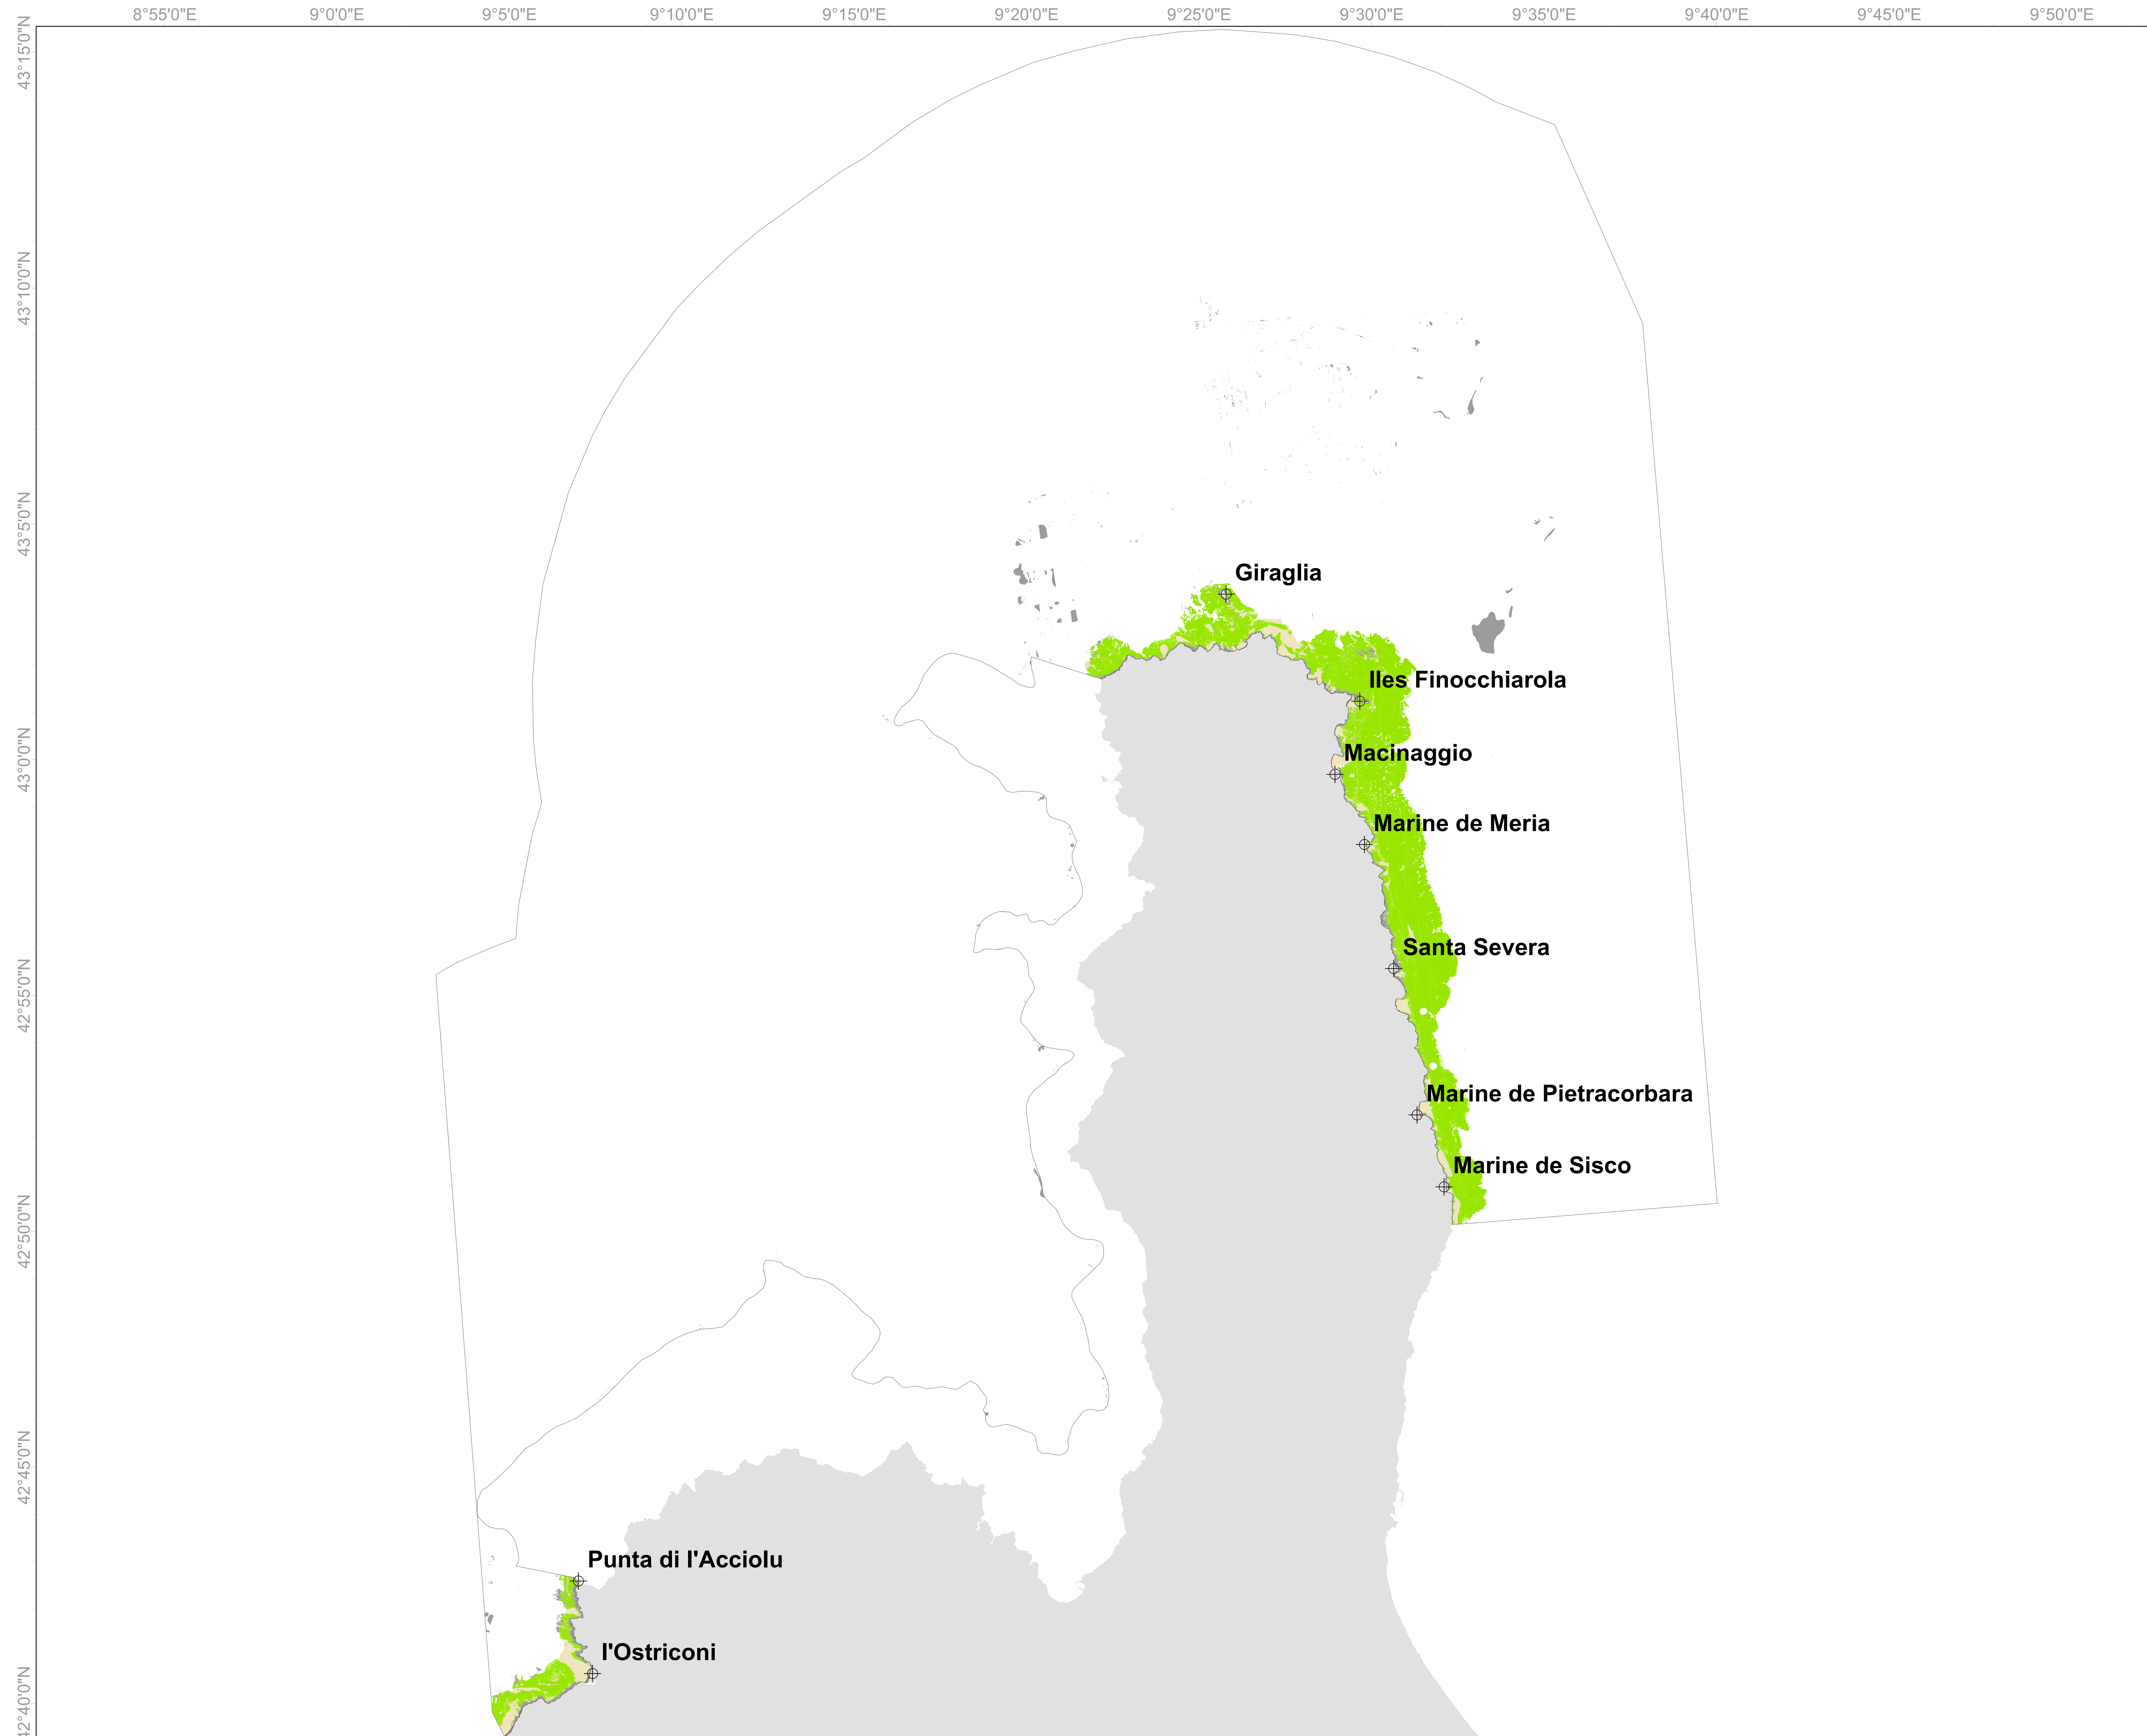 8°55'0"E 9°0'0"E 9°5'0"E 9°10'0"E 9°15'0"E 9°20'0"E 9°25'0"E 9°30'0"E 9°35'0"E 9°40'0"E 9°45'0"E 9°50'0"E
43°15'0"N
43°10'0"N
43°5'0"N
Giraglia
Iles Finocchiarola
43°0'0"N
Macinaggio
Marine de Meria
Santa Severa
42°55'0"N
Marine de Pietracorbara
Marine de Sisco
42°50'0"N
42°45'0"N
Punta di l'Acciolu
l'Ostriconi
42°40'0"N